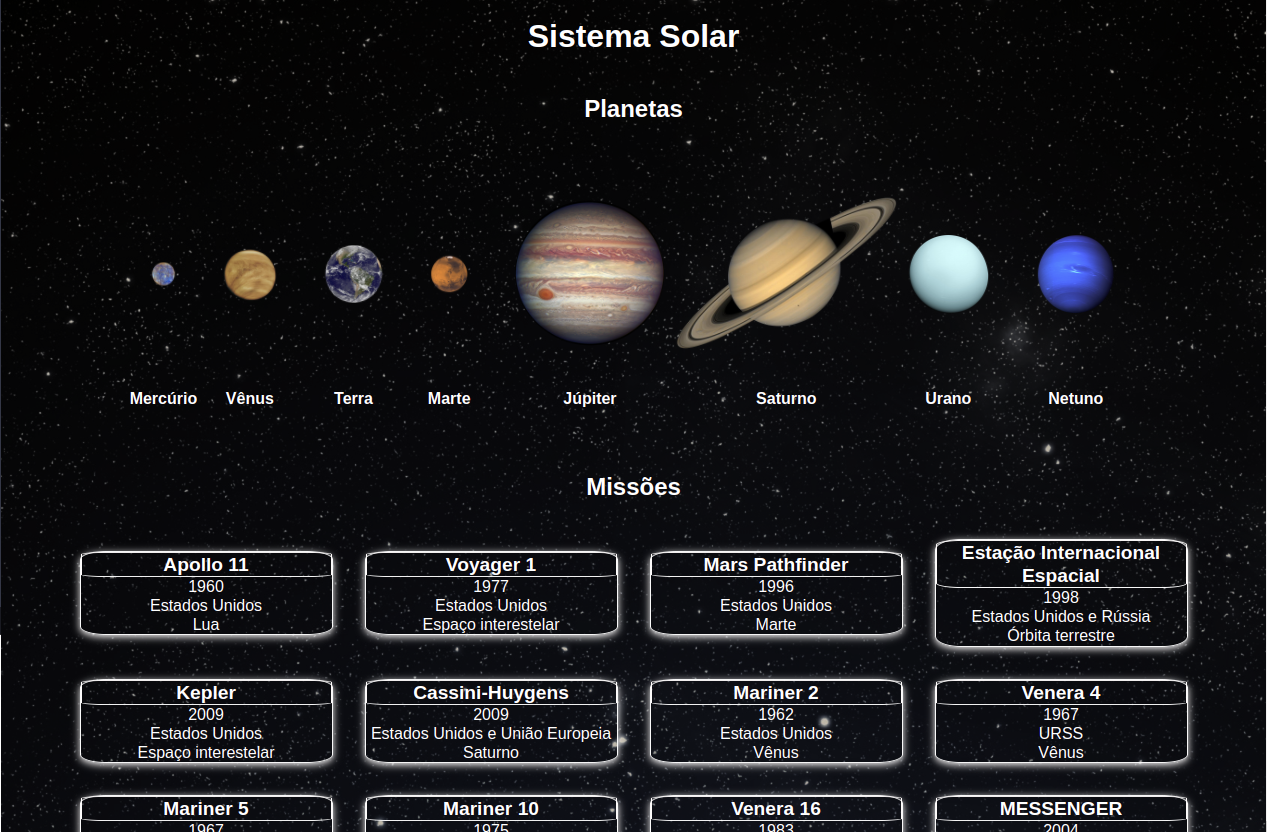 Sistema Solar
Planetas
Mercúrio Vênus Terra Marte Júpiter Saturno Urano Netuno
Missões
Apollo 11
1960
Estados Unidos
Lua
Voyager 1
1977
Estados Unidos
Espaço interestelar
Mars Pathfinder
1996
Estados Unidos
Marte
Estação Internacional
Espacial
1998
Estados Unidos e Rússia
Órbita terrestre
Kepler
2009
Estados Unidos
Espaço interestelar
Cassini-Huygens
2009
Estados Unidos e União Europeia
Saturno
Mariner 2
1962
Estados Unidos
Vênus
Venera 4
1967
URSS
Vênus
Mariner 5
1967
Mariner 10
1975
Venera 16
1983
MESSENGER
2004